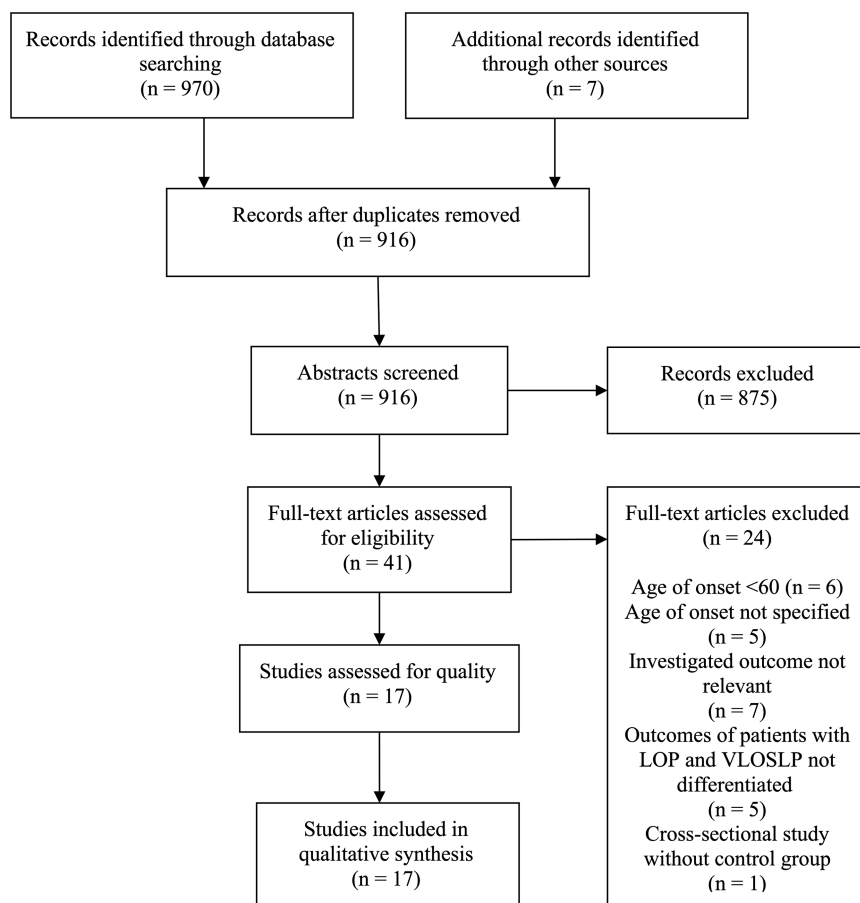 Records identified through database
searching
(n = 970)
Additional records identified
through other sources
(n = 7)
Records after duplicates removed
(n = 916)
Abstracts screened
(n = 916)
Records excluded
(n = 875)
Full-text articles assessed
for eligibility
(n = 41)
Full-text articles excluded
(n = 24)
Age of onset <60 (n = 6)
Age of onset not specified
(n = 5)
Investigated outcome not
relevant
(n = 7)
Outcomes of patients with
LOP and VLOSLP not
differentiated
(n = 5)
Cross-sectional study
without control group
(n = 1)
Studies assessed for quality
(n = 17)
Studies included in
qualitative synthesis
(n = 17)